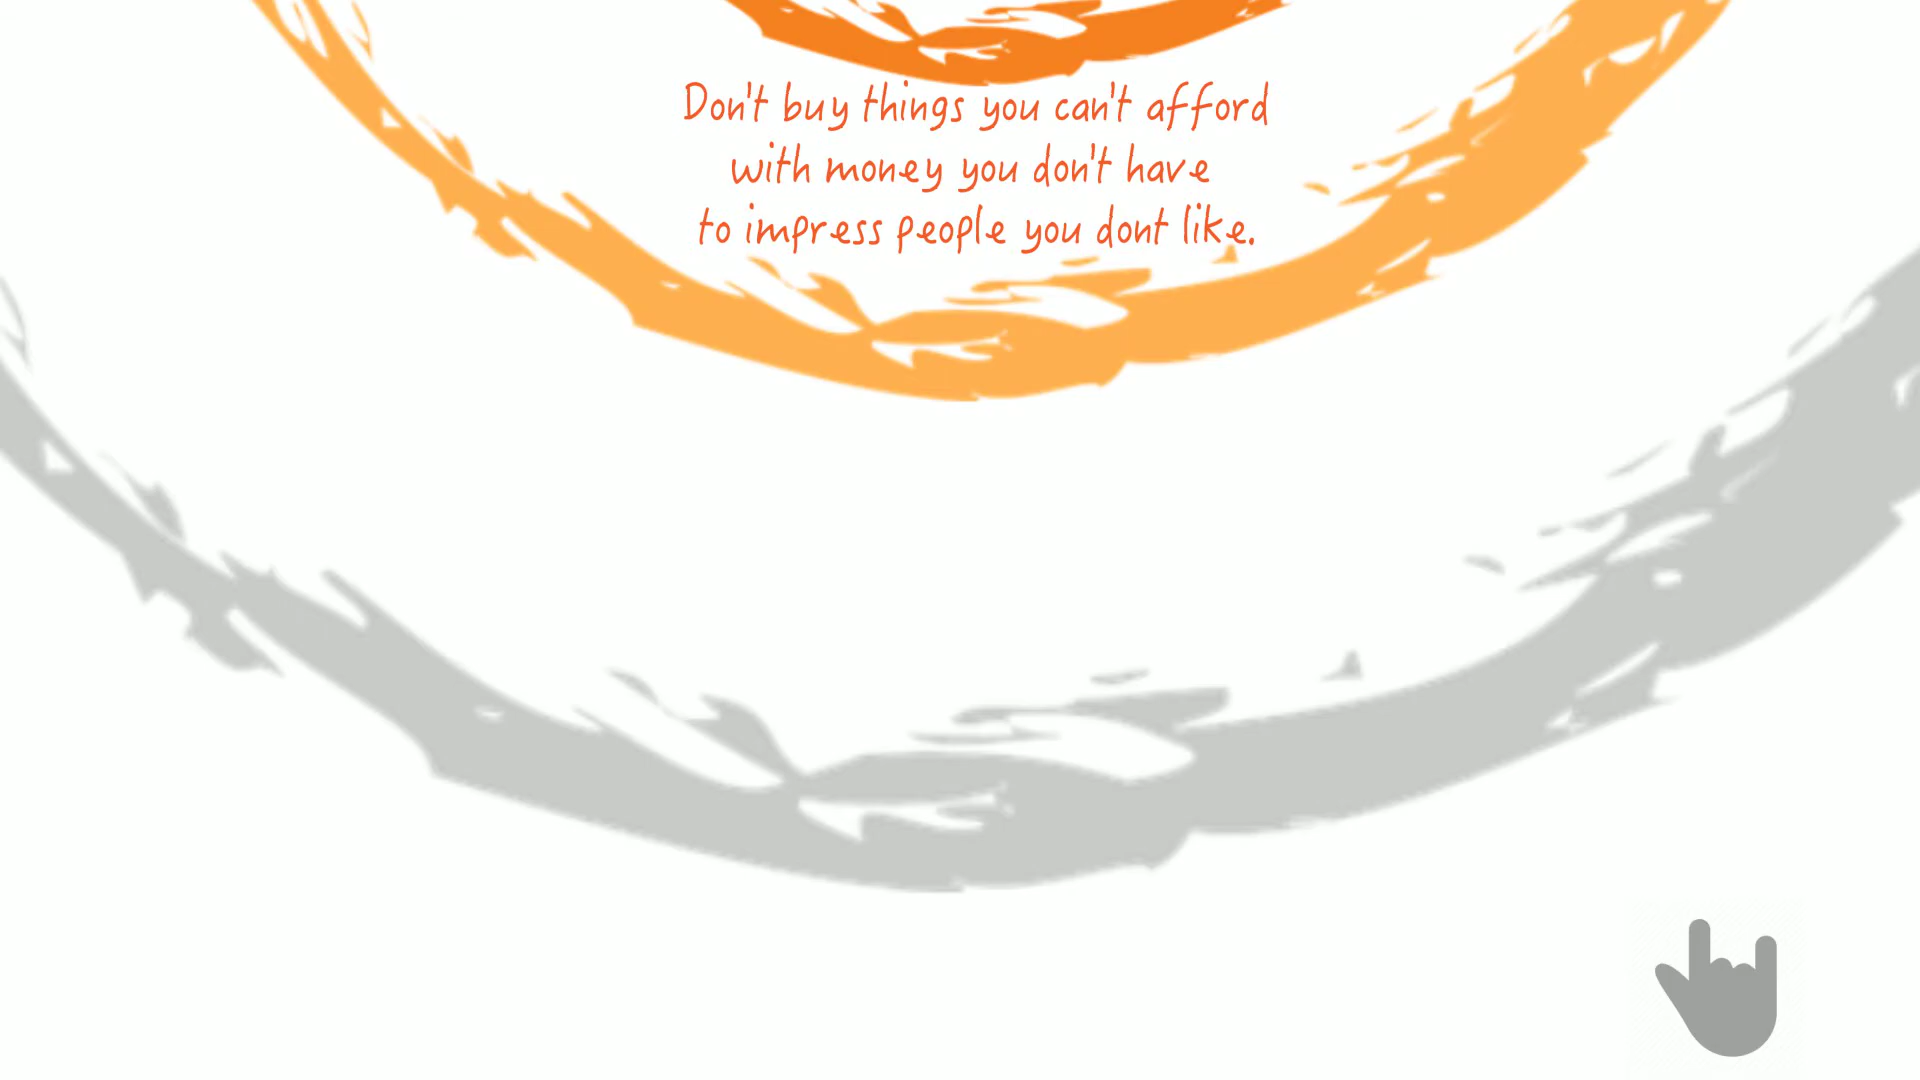 Don't buy things you can't afford
with money you don't have
to impress people you dont like.